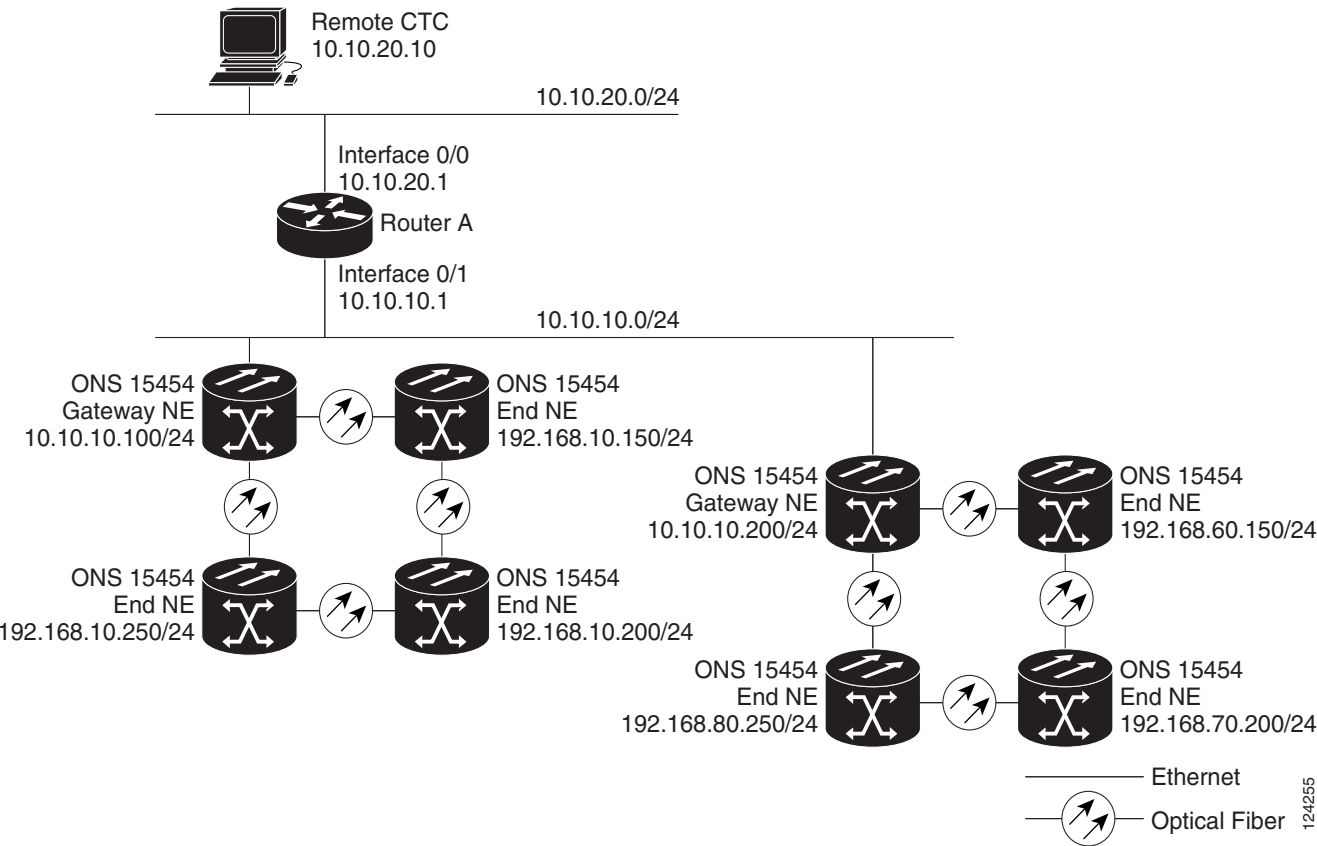 Remote CTC
10.10.20.10
10.10.20.0/24
Interface 0/0
10.10.20.1
Router A
Interface 0/1
10.10.10.1
10.10.10.0/24
ONS 15454
Gateway NE
10.10.10.100/24
ONS 15454
End NE
192.168.10.150/24
ONS 15454
Gateway NE
10.10.10.200/24
ONS 15454
End NE
192.168.60.150/24
ONS 15454
End NE
192.168.10.250/24
ONS 15454
End NE
192.168.10.200/24
ONS 15454
End NE
192.168.80.250/24
ONS 15454
End NE
192.168.70.200/24
Ethernet
Optical Fiber
124255